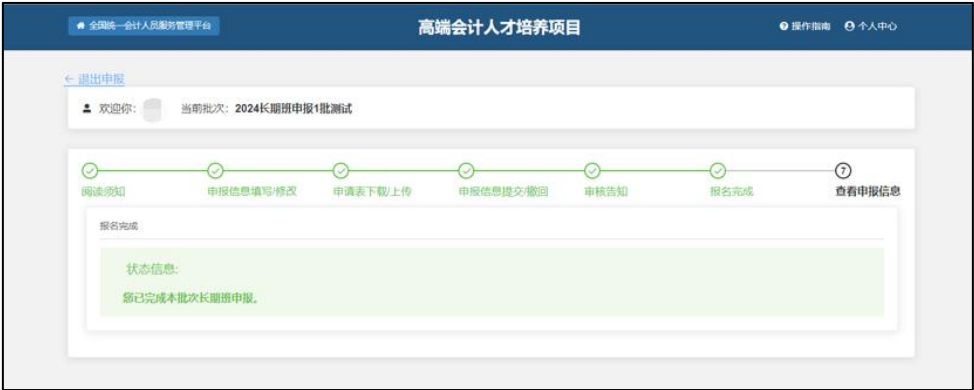 全国统一会计人员服务管理平台 高端会计人才培养项目 操作指南 个人中心
← 退出申报
欢迎你: 当前批次: 2024长期班申报1批测试
7
阅读须知 申报信息填写/修改 申请表下载/上传 申报信息提交/撤回 审核告知 报名完成 查看申报信息
报名完成
状态信息:
您已完成本批次长期班申报。